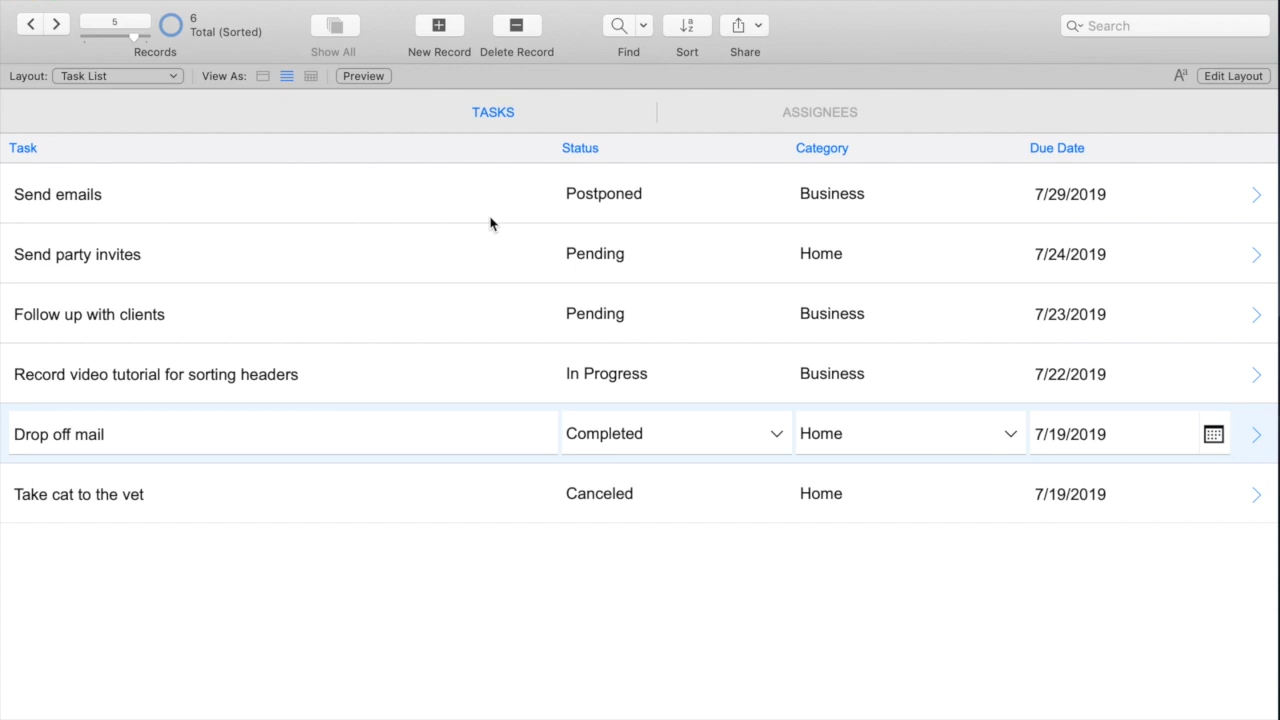 5
6
Total (Sorted)
Records
Show All
New Record
Delete Record
Find
Sort
Share
Search
Layout: Task List
View As:
Preview
Aa
Edit Layout
TASKS
ASSIGNEES
Task Status Category Due Date
Send emails Postponed Business 7/29/2019
Send party invites Pending Home 7/24/2019
Follow up with clients Pending Business 7/23/2019
Record video tutorial for sorting headers In Progress Business 7/22/2019
Drop off mail Completed Home 7/19/2019
Take cat to the vet Canceled Home 7/19/2019